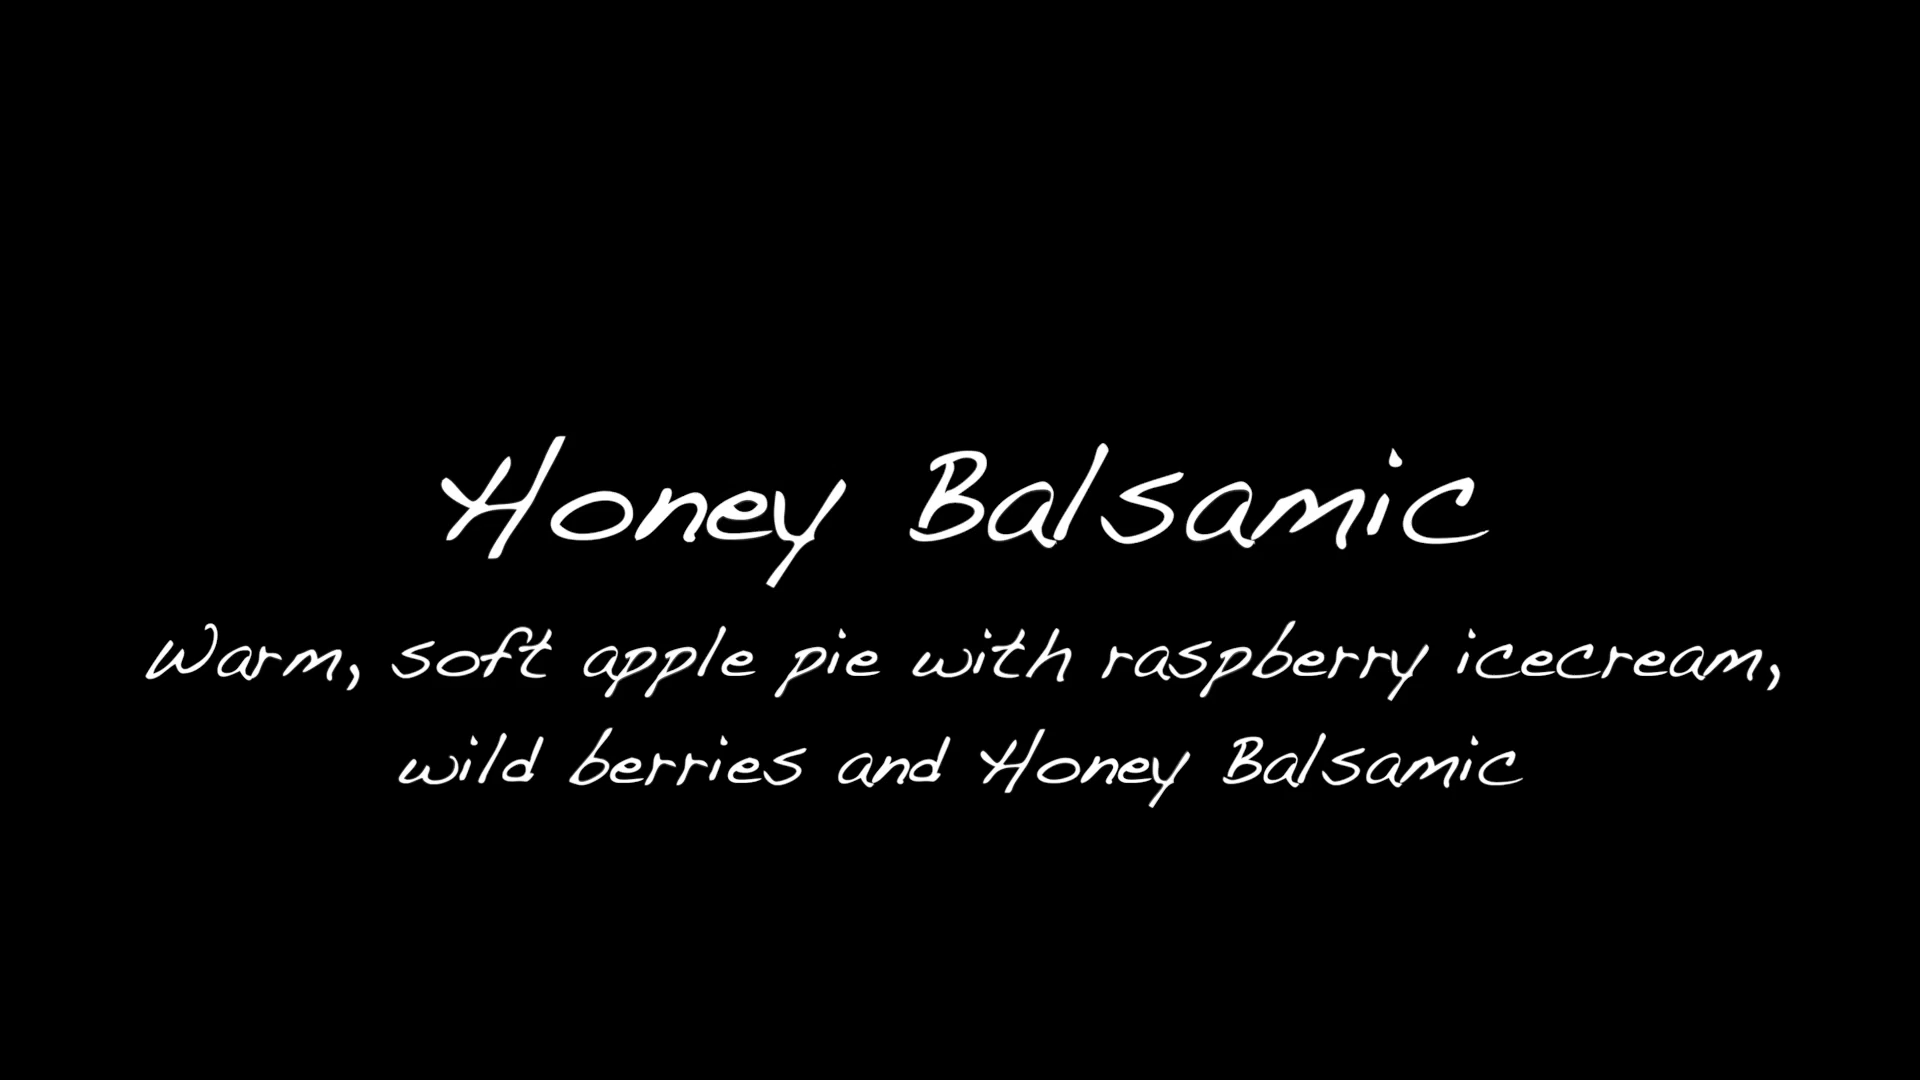 Honey Balsamic
Warm, soft apple pie with raspberry icecream,
wild berries and Honey Balsamic